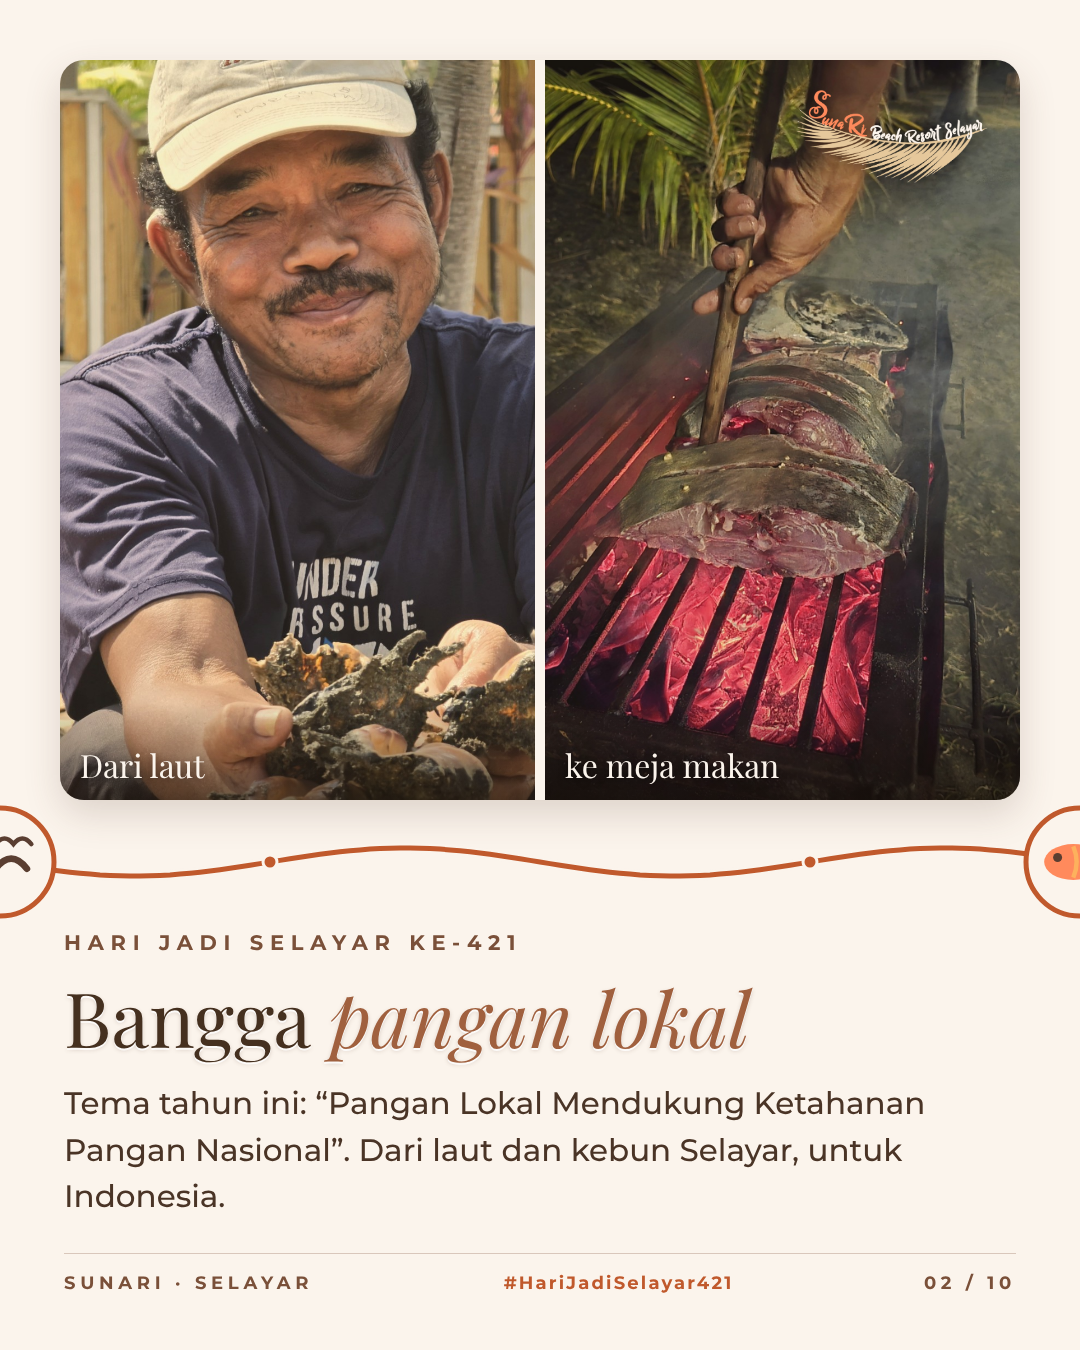 SunaRi Beach Resort Selayar
UNDER
Dari laut
ke meja makan
HARI JADI SELAYAR KE-421
Bangga pangan lokal
Tema tahun ini: “Pangan Lokal Mendukung Ketahanan
Pangan Nasional”. Dari laut dan kebun Selayar, untuk
Indonesia.
SUNARI · SELAYAR
#HariJadiSelayar421
02 / 10